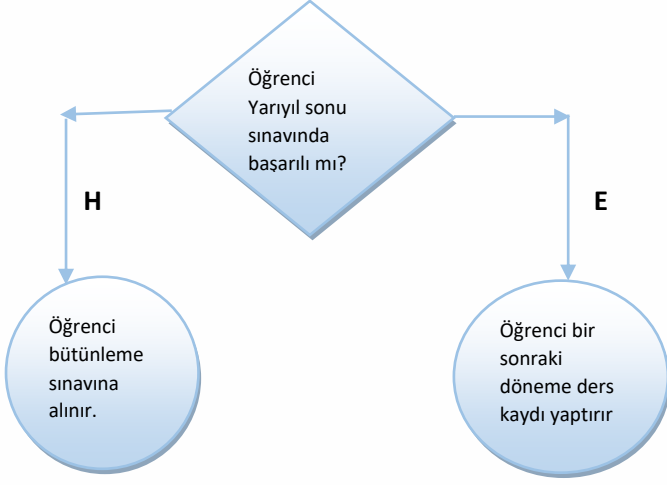 Öğrenci
Yarıyıl sonu
sınavında
başarılı mı?
H
E
Öğrenci
bütünleme
sınavına
alınır.
Öğrenci bir
sonraki
döneme ders
kaydı yaptırır